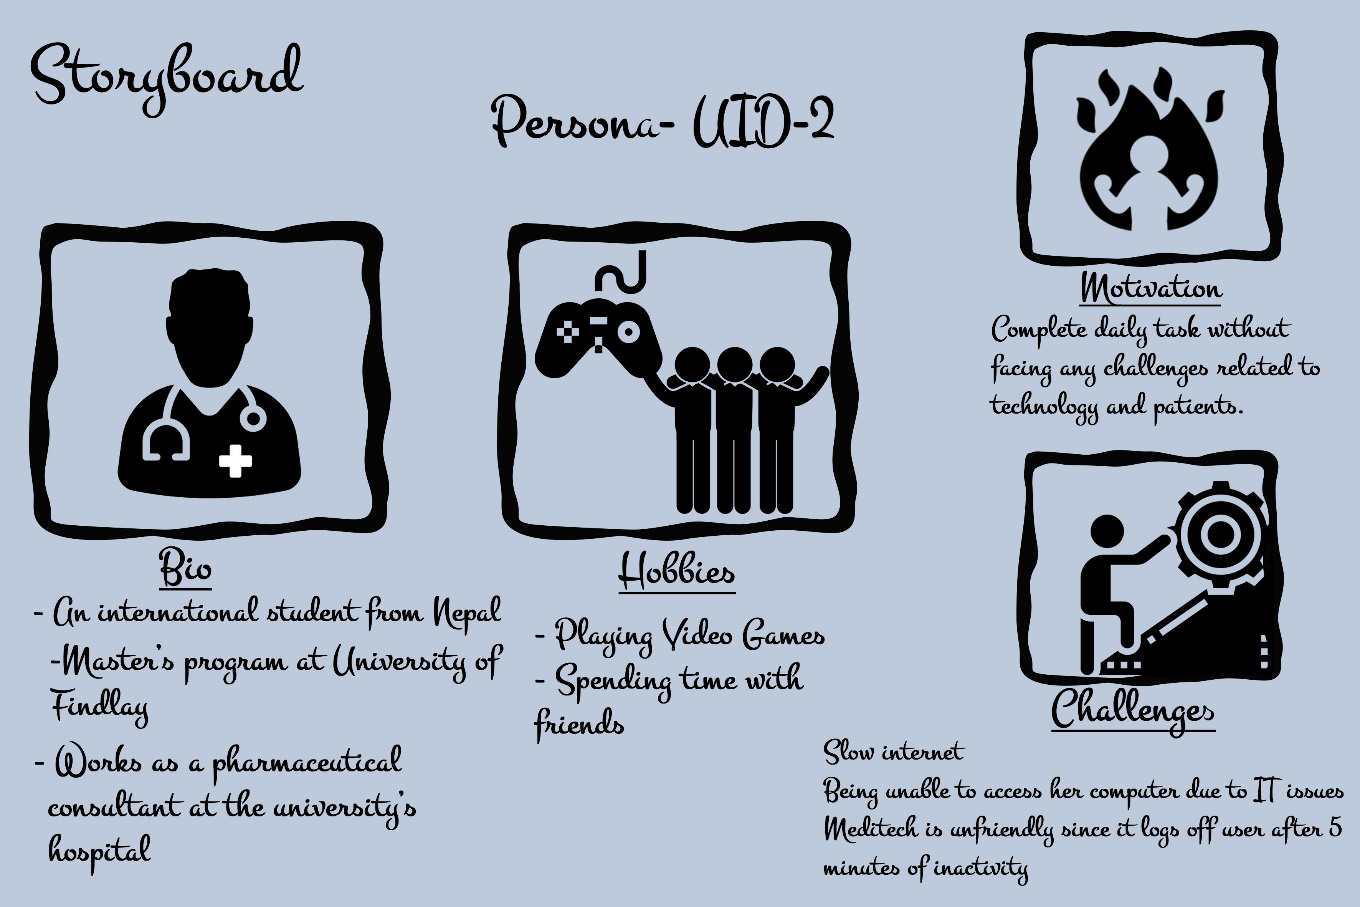 Storyboard
Persona- UID-2
Bio
- An international student from Nepal
-Master's program at University of
Findlay
- Works as a pharmaceutical
consultant at the university's
hospital
Hobbies
- Playing Video Games
- Spending time with
friends
Motivation
Complete daily task without
facing any challenges related to
technology and patients.
Challenges
Slow internet
Being unable to access her computer due to IT issues
Meditech is unfriendly since it logs off user after 5
minutes of inactivity